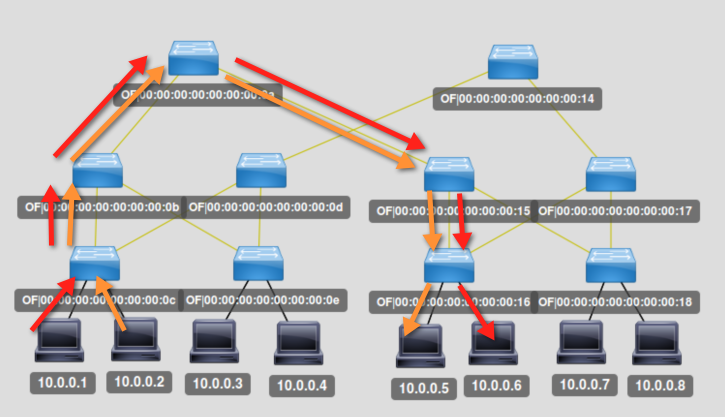 OF|00:00:00:00:00:00:00:0a
OF|00:00:00:00:00:00:00:14
OF|00:00:00:00:00:00:00:0b
OF|00:00:00:00:00:00:00:0d
OF|00:00:00:00:00:00:00:15
OF|00:00:00:00:00:00:00:17
OF|00:00:00:00:00:00:00:0c
OF|00:00:00:00:00:00:00:0e
OF|00:00:00:00:00:00:00:16
OF|00:00:00:00:00:00:00:18
10.0.0.1
10.0.0.2
10.0.0.3
10.0.0.4
10.0.0.5
10.0.0.6
10.0.0.7
10.0.0.8